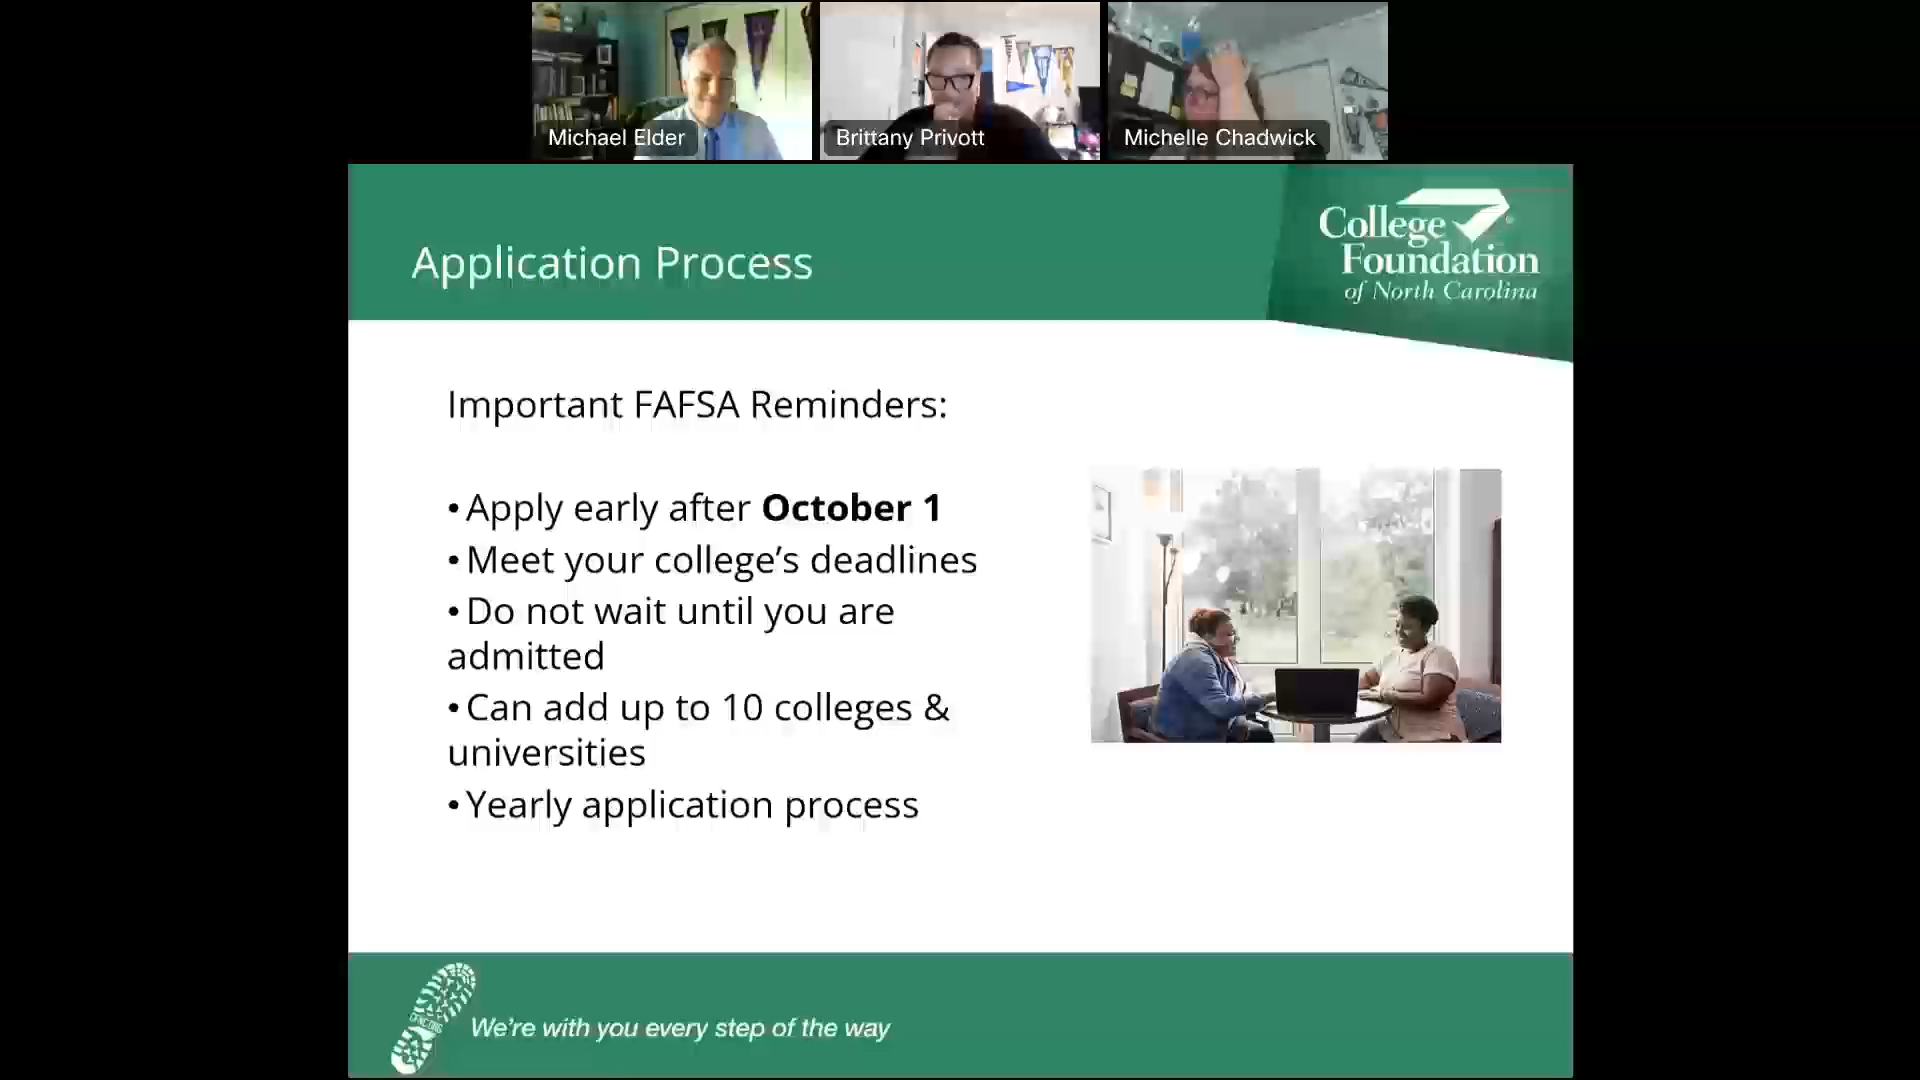 Michael Elder
Brittany Privott
Michelle Chadwick
Application Process
College
Foundation
of North Carolina
Important FAFSA Reminders:
• Apply early after October 1
• Meet your college’s deadlines
• Do not wait until you are
admitted
• Can add up to 10 colleges &
universities
• Yearly application process
CFNC.ORG
We're with you every step of the way